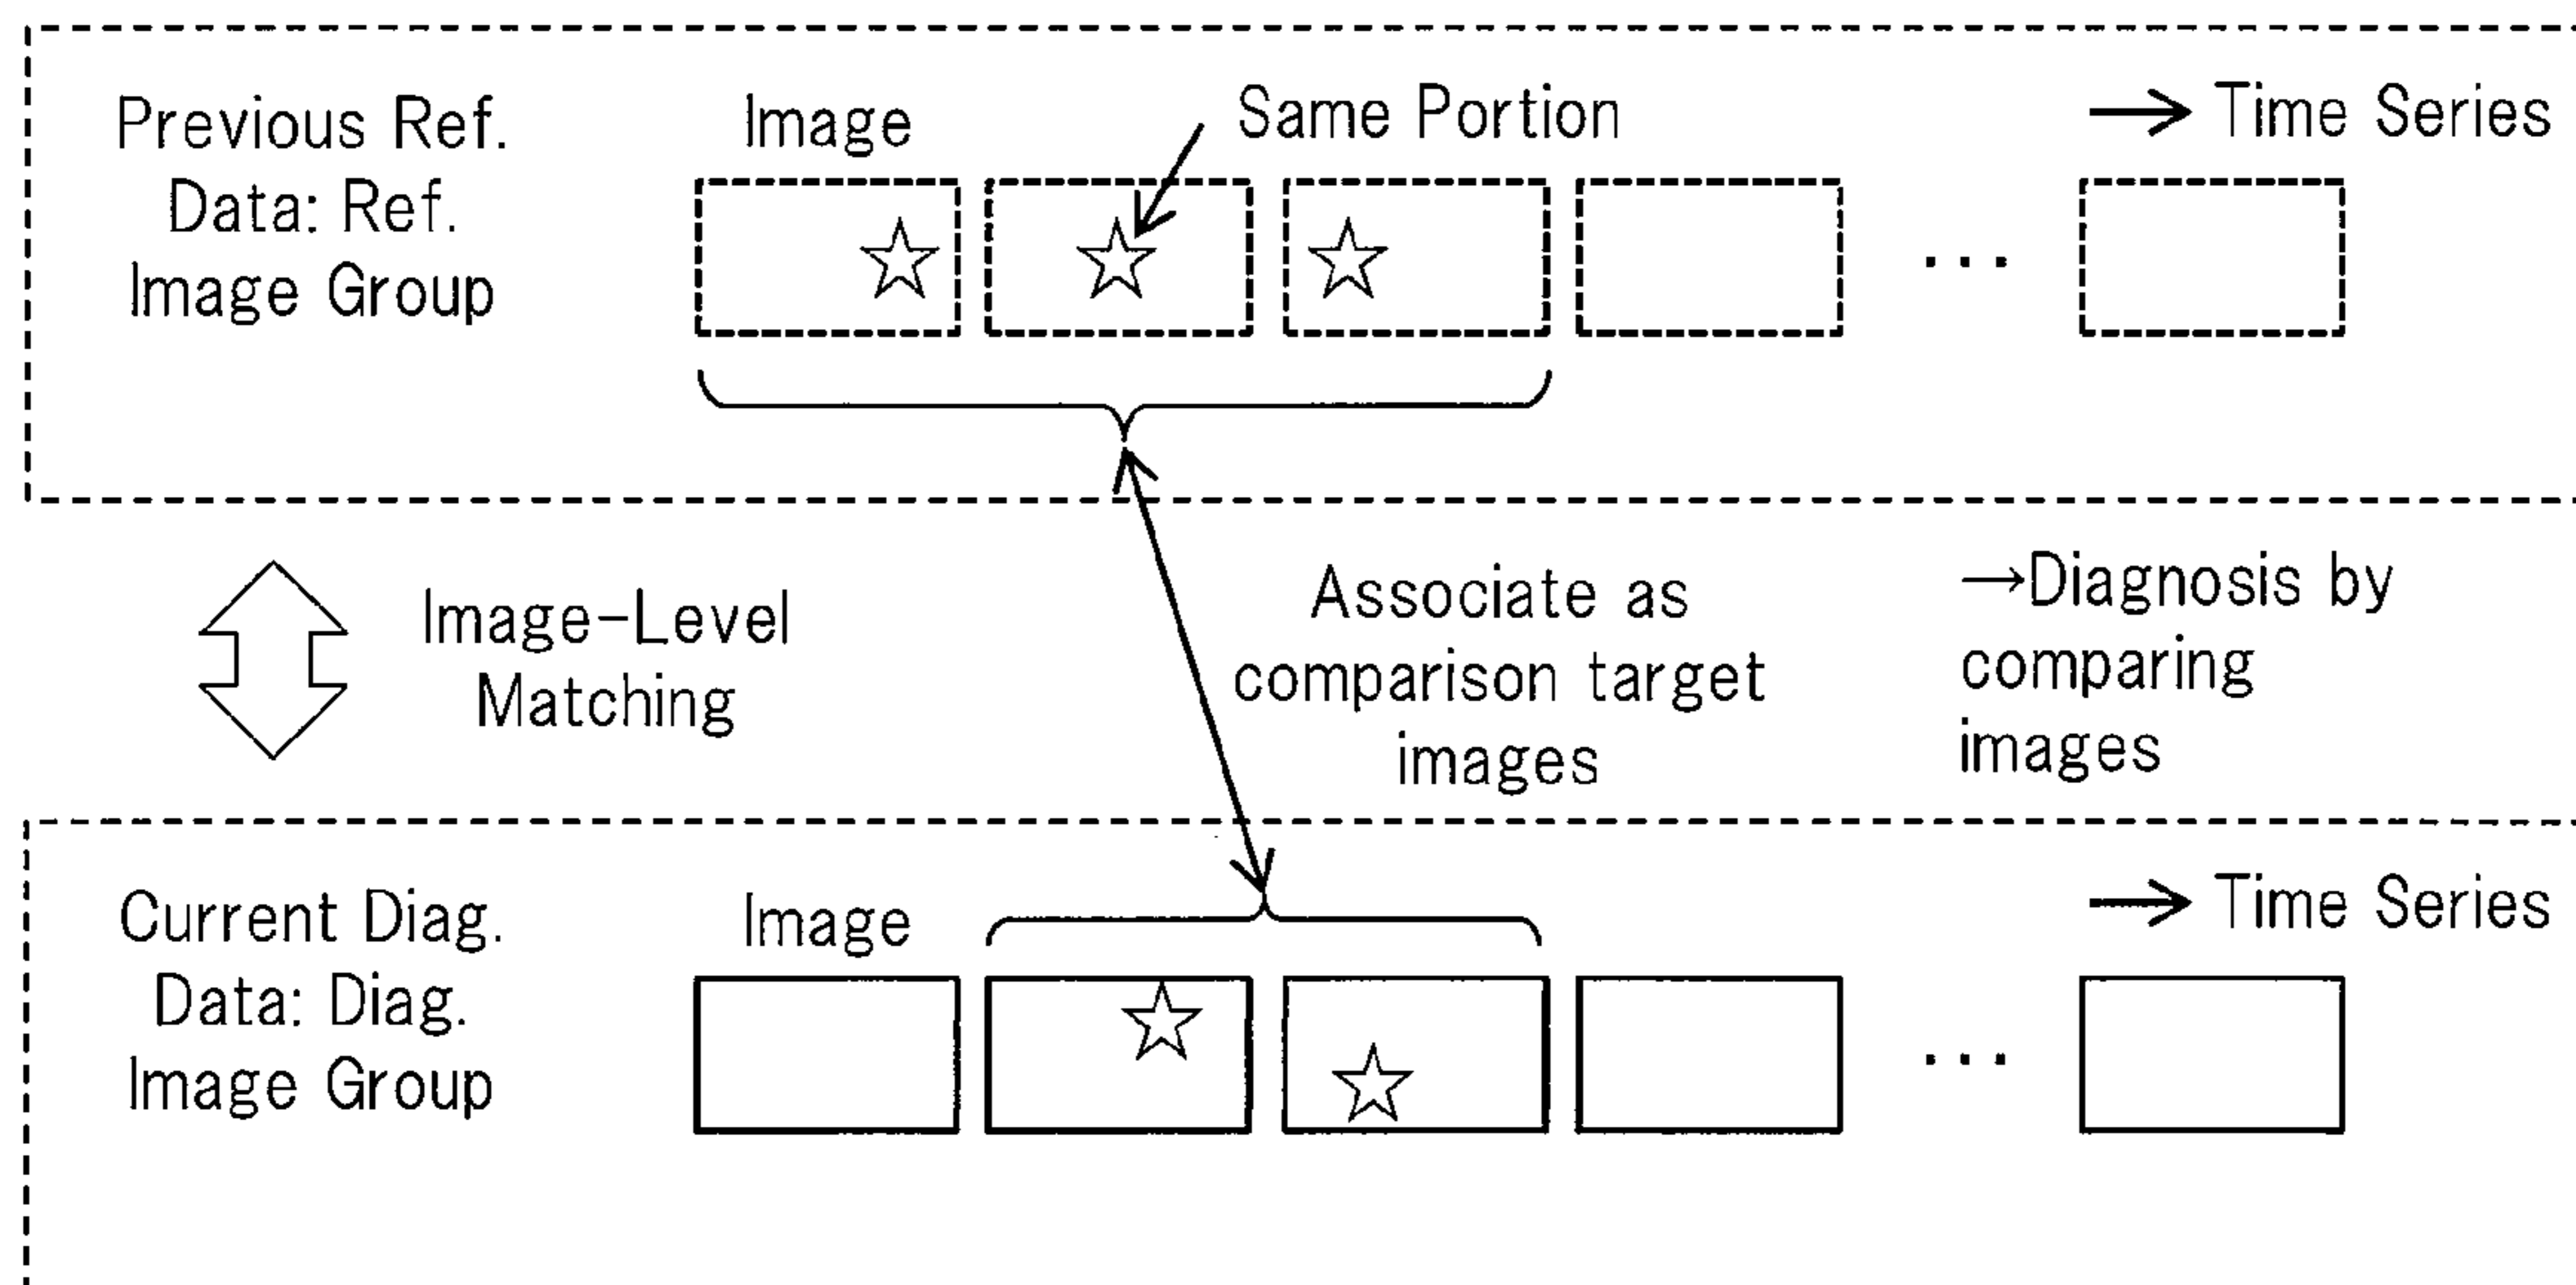 Previous Ref.
Data: Ref.
Image Group
Image
Same Portion
→ Time Series
...
Image-Level
Matching
Associate as
comparison target
images
→Diagnosis by
comparing
images
Current Diag.
Data: Diag.
Image Group
Image
→ Time Series
...